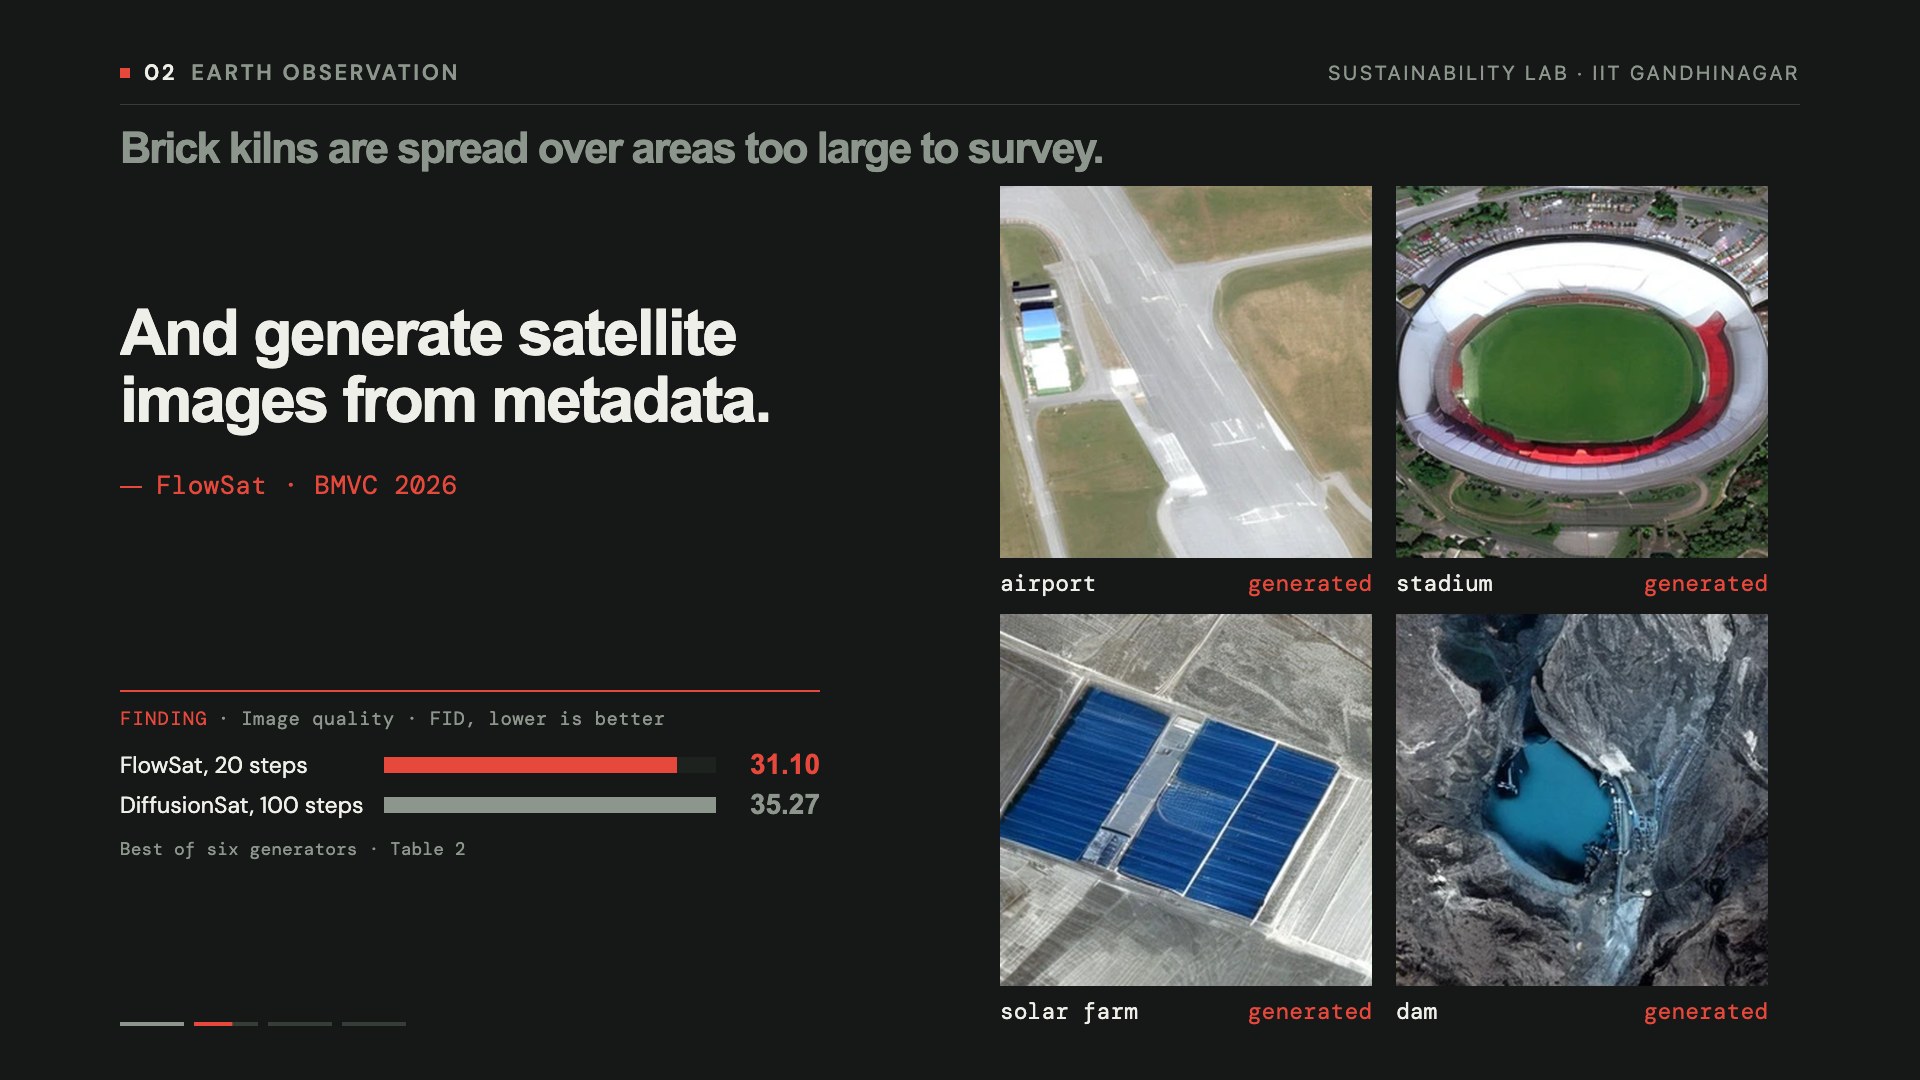 02 EARTH OBSERVATION
SUSTAINABILITY LAB · IIT GANDHINAGAR
Brick kilns are spread over areas too large to survey.
And generate satellite
images from metadata.
— FlowSat · BMVC 2026
FINDING · Image quality · FID, lower is better
FlowSat, 20 steps 31.10
DiffusionSat, 100 steps 35.27
Best of six generators · Table 2
airport generated
stadium generated
solar farm generated
dam generated